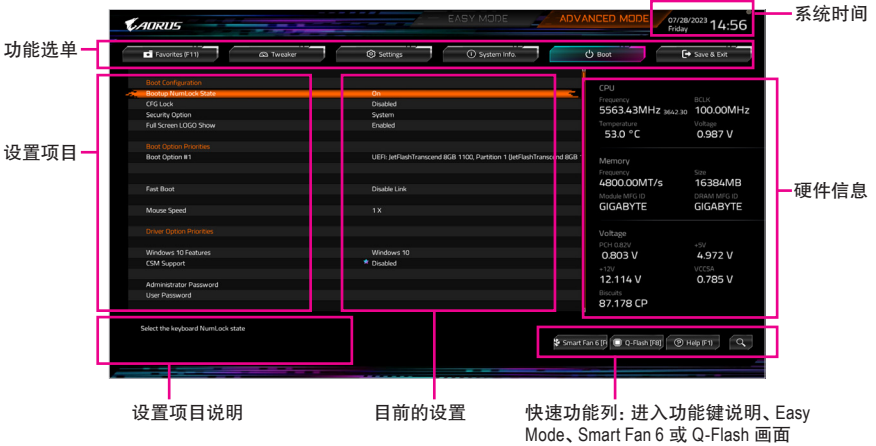 系统时间
AORUS
EASY MODE
ADVANCED MODE
07/28/2023
Friday
14:56
功能选单
Favorites (F11)
Tweaker
Settings
System Info.
Boot
Save & Exit
设置项目
Boot Configuration
Bootup NumLock State On
CFG Lock Disabled
Security Option System
Full Screen LOGO Show Enabled
Boot Option Priorities
Boot Option #1 UEFI: JetFlashTranscend 8GB 1100, Partition 1 (JetFlashTranscend 8GB 1
Fast Boot Disable Link
Mouse Speed 1 X
Driver Option Priorities
Windows 10 Features Windows 10
CSM Support Disabled
Administrator Password
User Password
硬件信息
CPU
Frequency BCLK
5563.43MHz 3642.30 100.00MHz
Temperature Voltage
53.0 °C 0.987 V
Memory
Frequency Size
4800.00MT/s 16384MB
Module MFG ID DRAM MFG ID
GIGABYTE GIGABYTE
Voltage
PCH 0.82V +5V
0.803 V 4.972 V
+12V VCCSA
12.114 V 0.785 V
Biscuits
87.178 CP
Select the keyboard NumLock state
Smart Fan 6 [F
Q-Flash [F8]
Help (F1)
设置项目说明
目前的设置
快速功能列: 进入功能键说明、Easy
Mode、Smart Fan 6 或 Q-Flash 画面